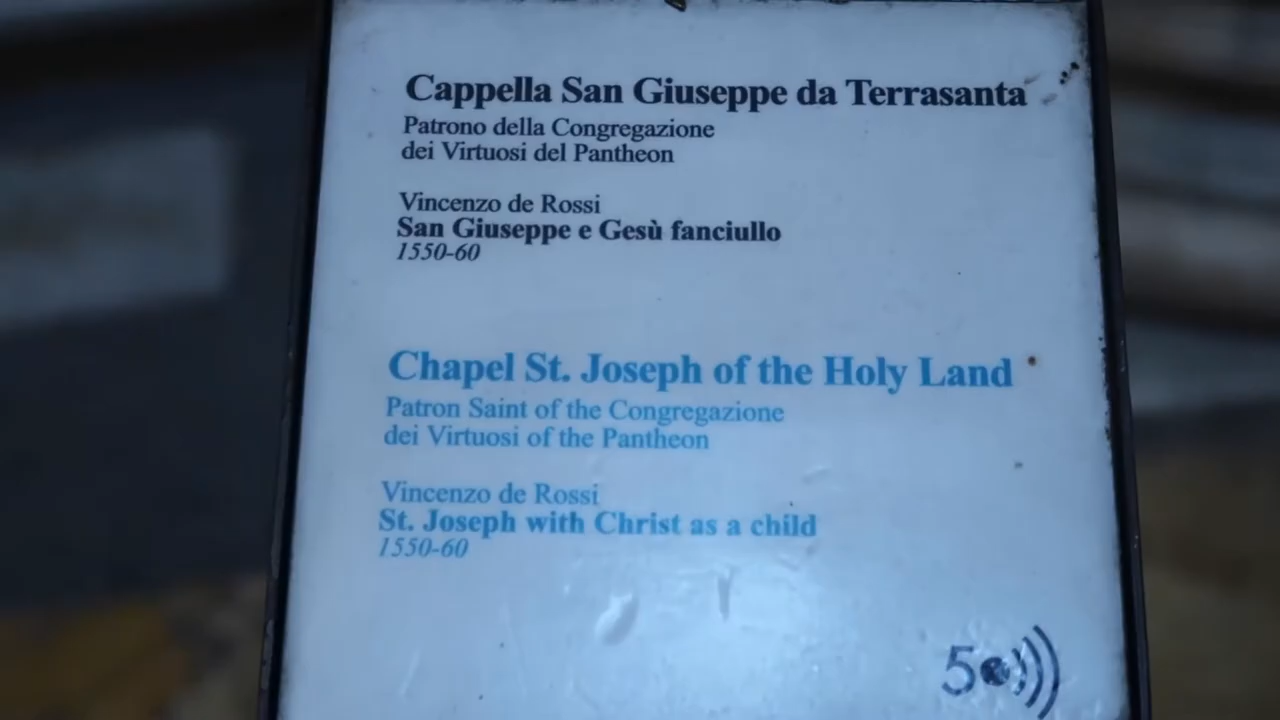 Cappella San Giuseppe da Terrasanta
Patrono della Congregazione
dei Virtuosi del Pantheon
Vincenzo de Rossi
San Giuseppe e Gesù fanciullo
1550-60
Chapel St. Joseph of the Holy Land
Patron Saint of the Congregazione
dei Virtuosi of the Pantheon
Vincenzo de Rossi
St. Joseph with Christ as a child
1550-60
5